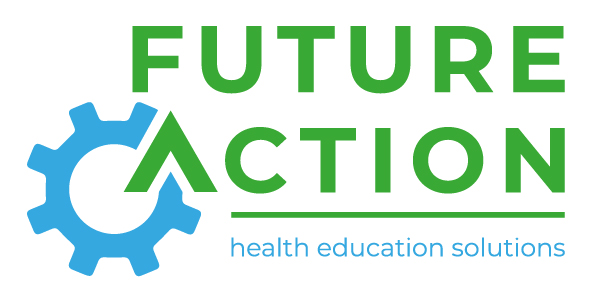 FUTURE
ACTION
health education solutions